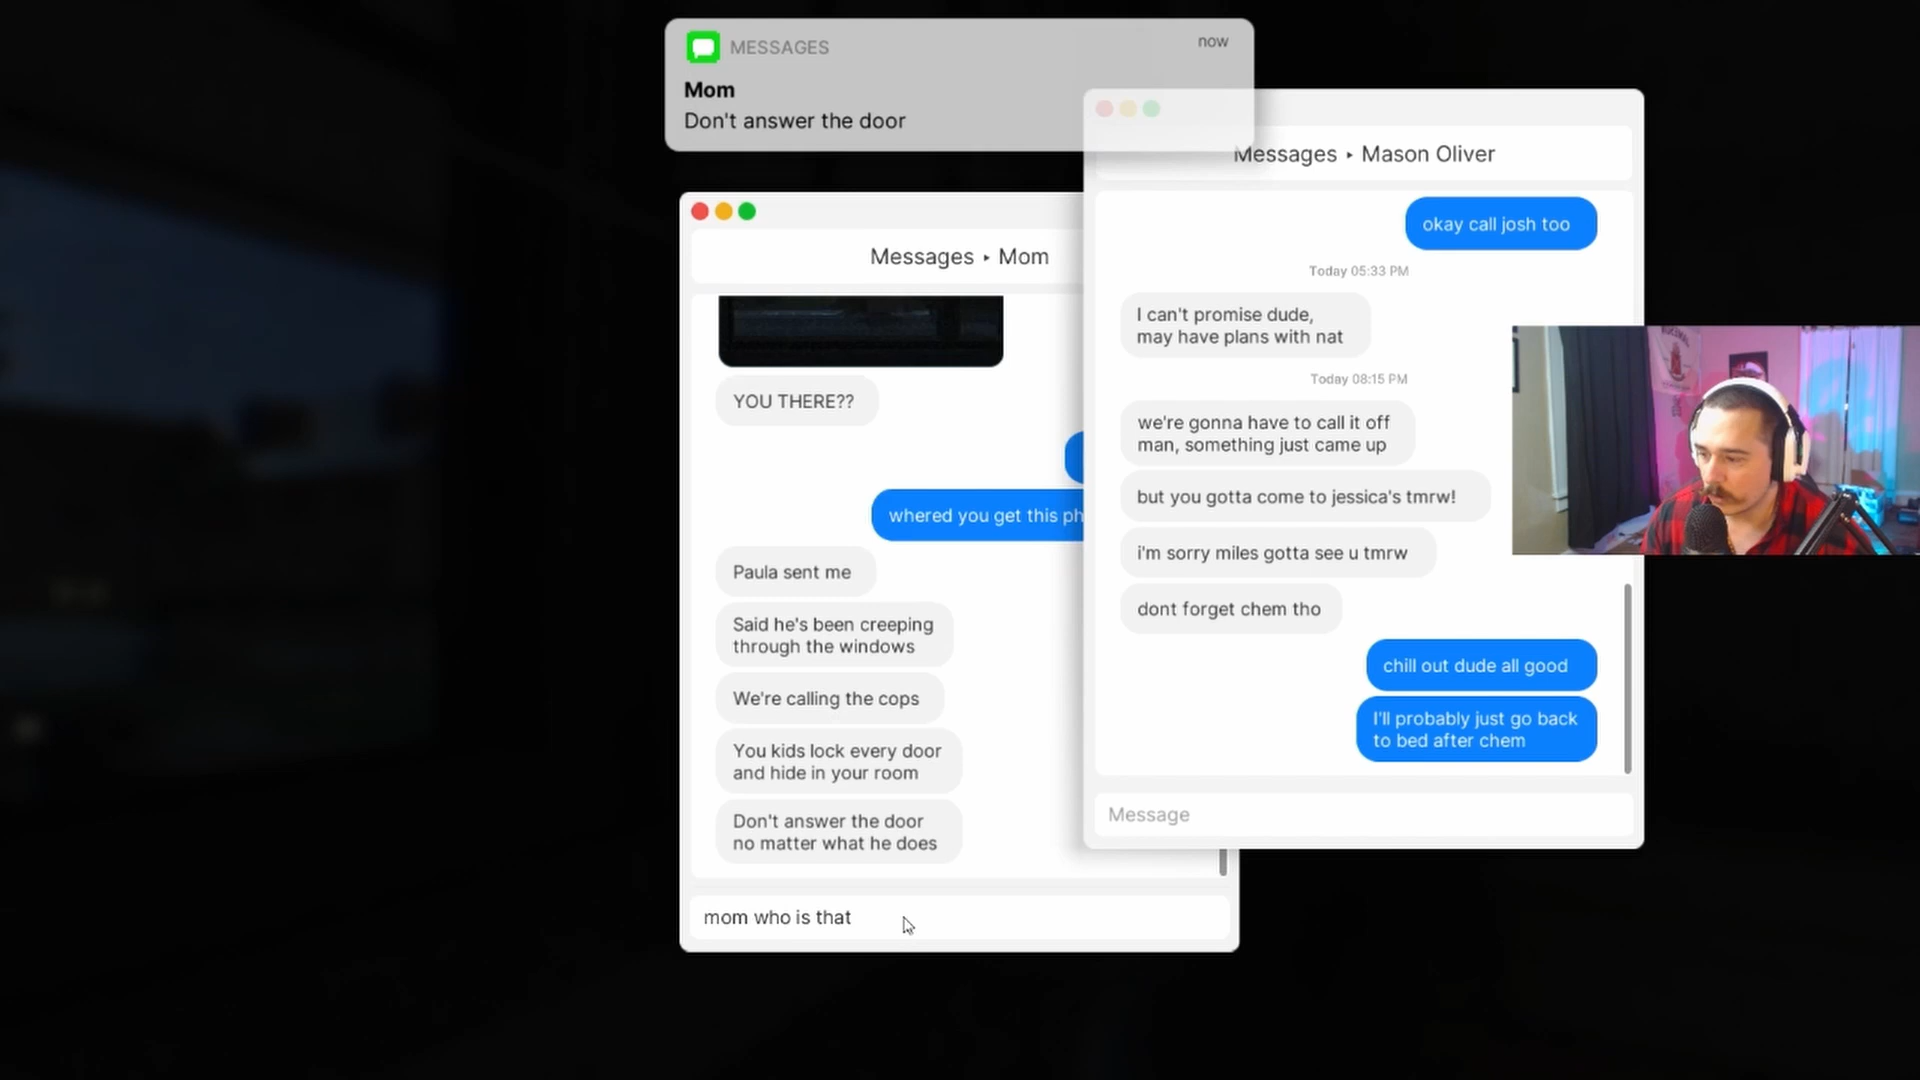 MESSAGES
now
Mom
Don't answer the door
Messages ▸ Mom
YOU THERE??
whered you get this ph
Paula sent me
Said he's been creeping
through the windows
We're calling the cops
You kids lock every door
and hide in your room
Don't answer the door
no matter what he does
mom who is that
Messages ▸ Mason Oliver
okay call josh too
Today 05:33 PM
I can't promise dude,
may have plans with nat
Today 08:15 PM
we're gonna have to call it off
man, something just came up
but you gotta come to jessica's tmrw!
i'm sorry miles gotta see u tmrw
dont forget chem tho
chill out dude all good
I'll probably just go back
to bed after chem
Message